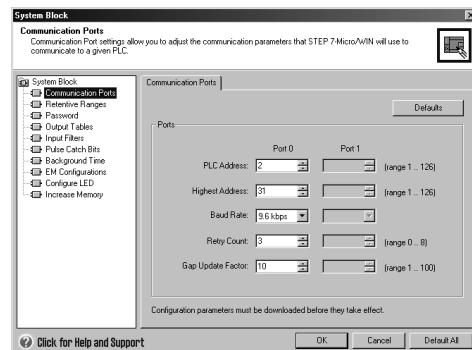 System Block
Communication Ports
Communication Port settings allow you to adjust the communication parameters that STEP 7-Micro/WIN will use to
communicate to a given PLC.
System Block
Communication Ports
Retentive Ranges
Password
Output Tables
Input Filters
Pulse Catch Bits
Background Time
EM Configurations
Configure LED
Increase Memory
Communication Ports
Defaults
Ports
Port 0 Port 1
PLC Address: 2 (range 1 .. 126)
Highest Address: 31 (range 1 .. 126)
Baud Rate: 9.6 kbps
Retry Count: 3 (range 0 .. 8)
Gap Update Factor: 10 (range 1 .. 100)
Configuration parameters must be downloaded before they take effect.
Click for Help and Support
OK Cancel Default All